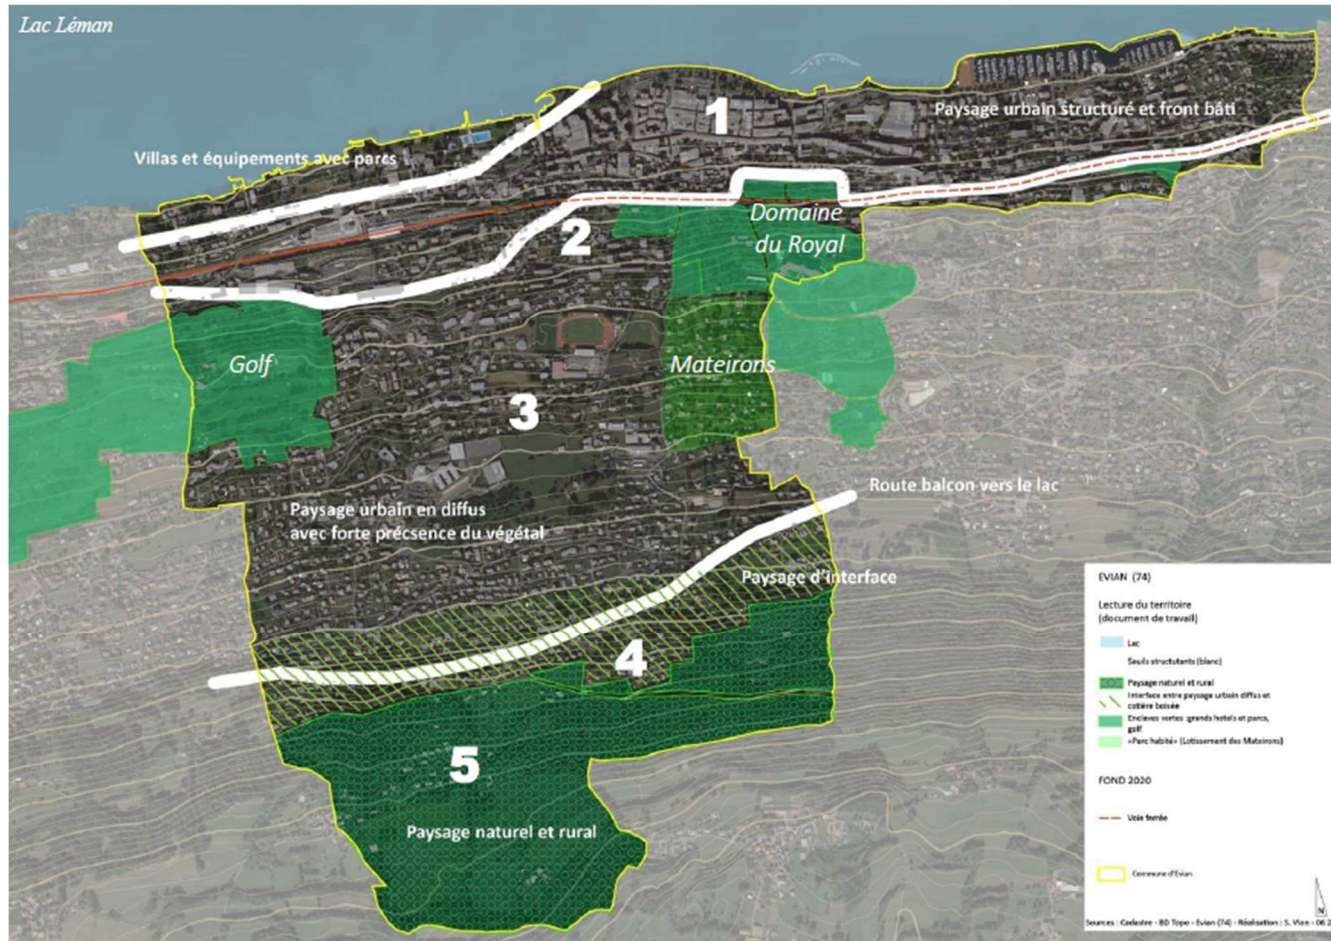 Lac Léman
1
Paysage urbain structuré et front bâti
Villas et équipements avec parcs
2
Domaine
du Royal
Golf
Mateirons
3
Route balcon vers le lac
Paysage urbain en diffus
avec forte précsence du végétal
Paysage d'interface
4
5
Paysage naturel et rural
EVIAN (74)
Lecture du territoire
(document de travail)
Lac
Seuils structutants (blanc)
Paysage naturel et rural
Interface entre paysage urbain diffus et
cotière boisée
Enclaves vertes :grands hotels et parcs,
golf
«Parc habité» (Lotissement des Mateirons)
FOND 2020
Voie ferrée
Commune d'Evian
N
Sources : Cadastre - BD Topo - Evian (74) - Réalisation : S. Vion - 06.2